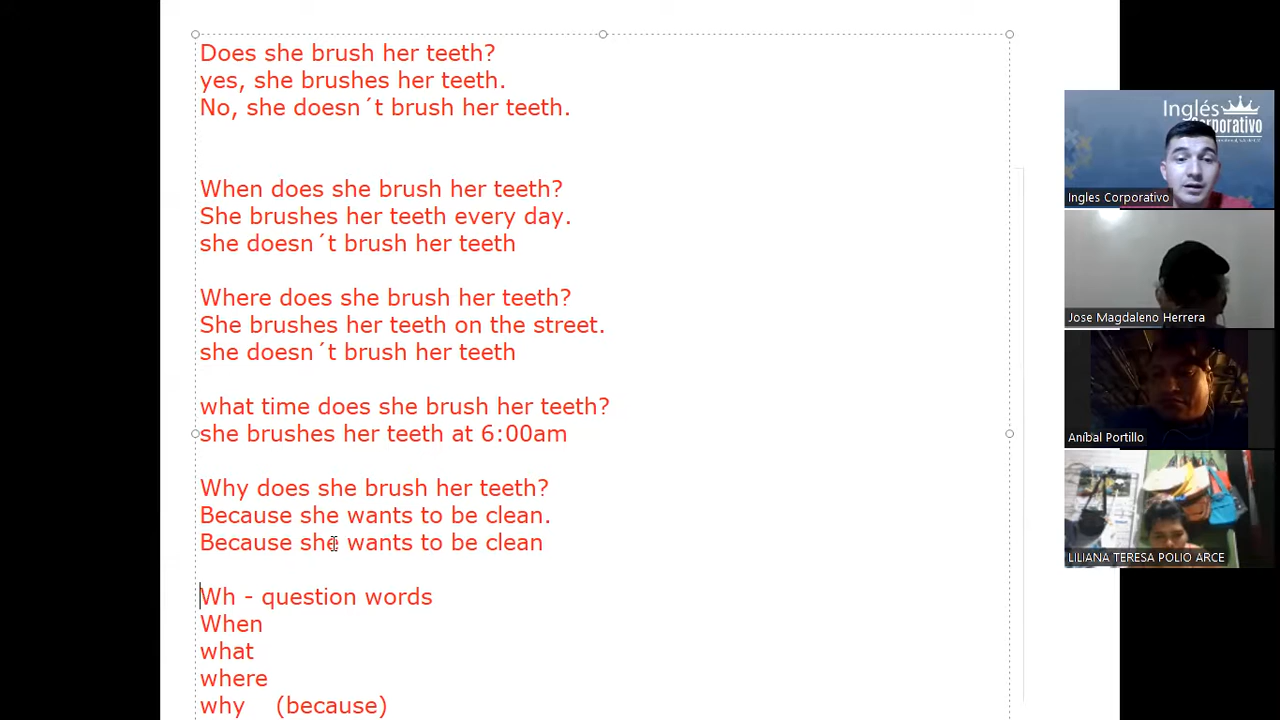 Does she brush her teeth?
yes, she brushes her teeth.
No, she doesn´t brush her teeth.
When does she brush her teeth?
She brushes her teeth every day.
she doesn´t brush her teeth
Where does she brush her teeth?
She brushes her teeth on the street.
she doesn´t brush her teeth
what time does she brush her teeth?
she brushes her teeth at 6:00am
Why does she brush her teeth?
Because she wants to be clean.
Because she wants to be clean
Wh - question words
When
what
where
why (because)
Inglés
Corporativo
Ingles Corporativo
Jose Magdaleno Herrera
Aníbal Portillo
LILIANA TERESA POLIO ARCE